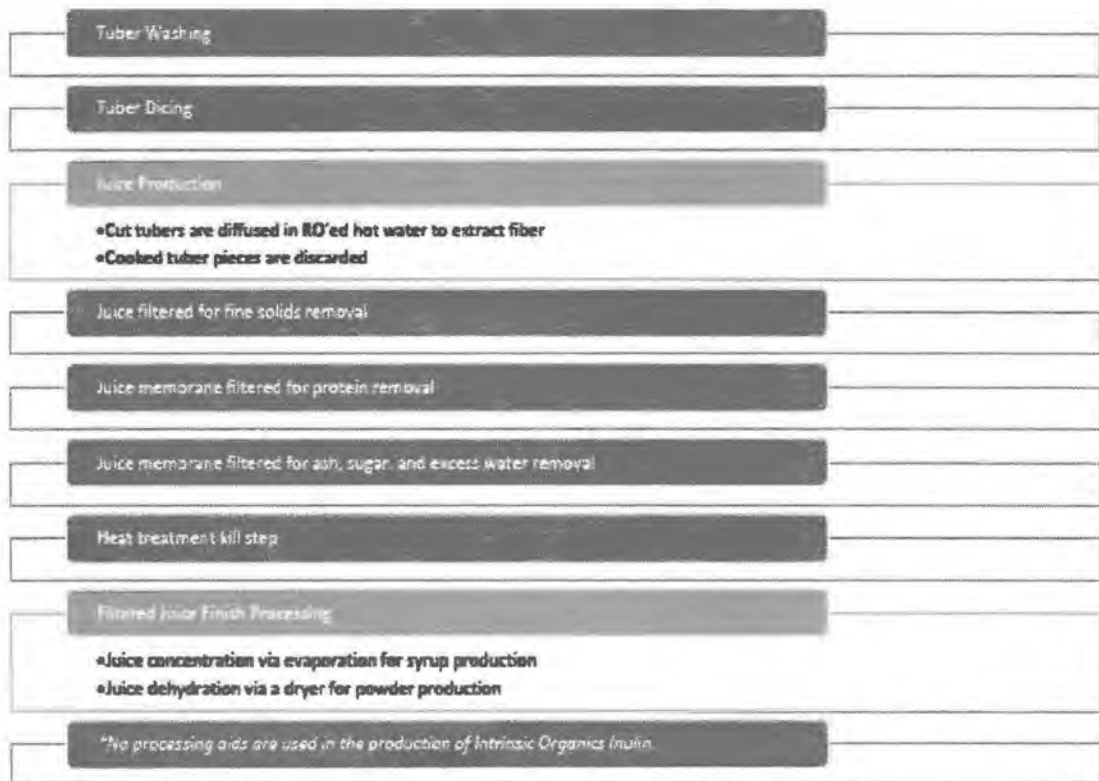 Tuber Washing
Tuber Dicing
Juice Production
•Cut tubers are diffused in RO'ed hot water to extract fiber
•Cooked tuber pieces are discarded
Juice filtered for fine solids removal
Juice membrane filtered for protein removal
Juice membrane filtered for ash, sugar, and excess water removal
Heat treatment kill step
Filtered Juice Finish Processing
•Juice concentration via evaporation for syrup production
•Juice dehydration via a dryer for powder production
*No processing aids are used in the production of Intrinsic Organics Inulin.